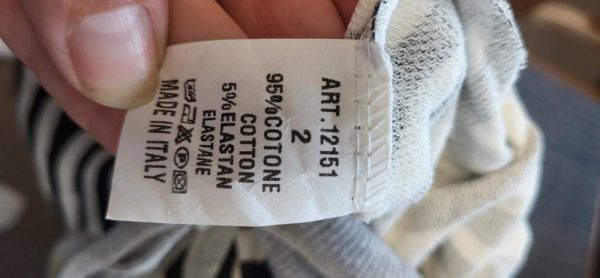 ART.12151
2
95%COTONE
COTTON
5%ELASTAN
ELASTANE
MADE IN ITALY